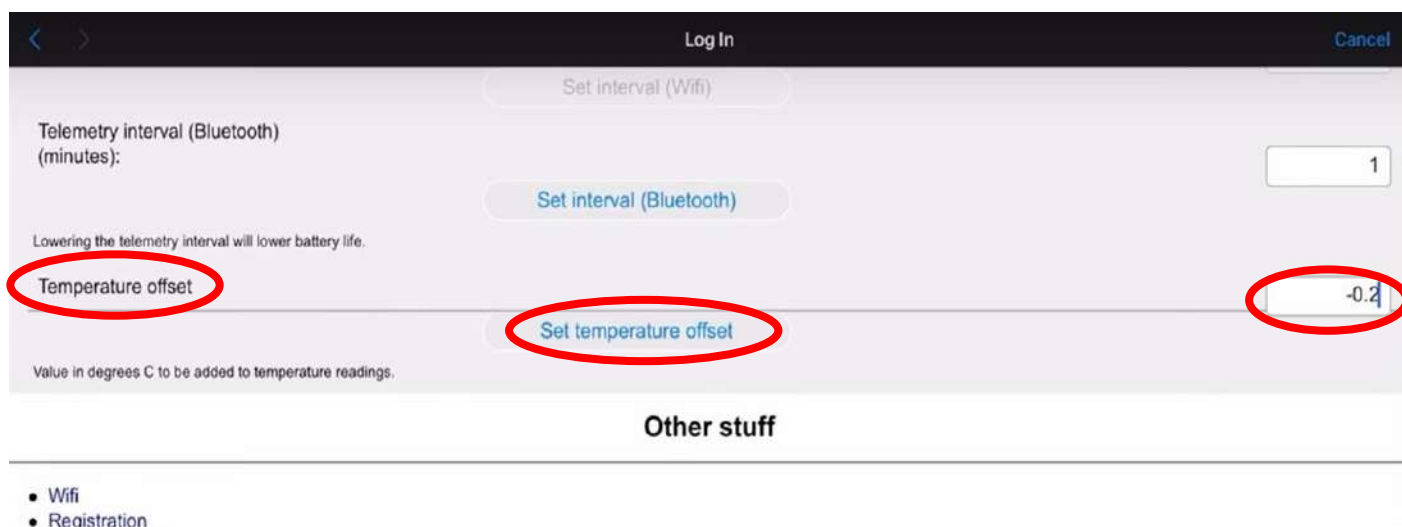 Log In
Cancel
Set interval (Wifi)
Telemetry interval (Bluetooth)
(minutes):
1
Set interval (Bluetooth)
Lowering the telemetry interval will lower battery life.
Temperature offset
-0.2
Set temperature offset
Value in degrees C to be added to temperature readings.
Other stuff
• Wifi
• Registration